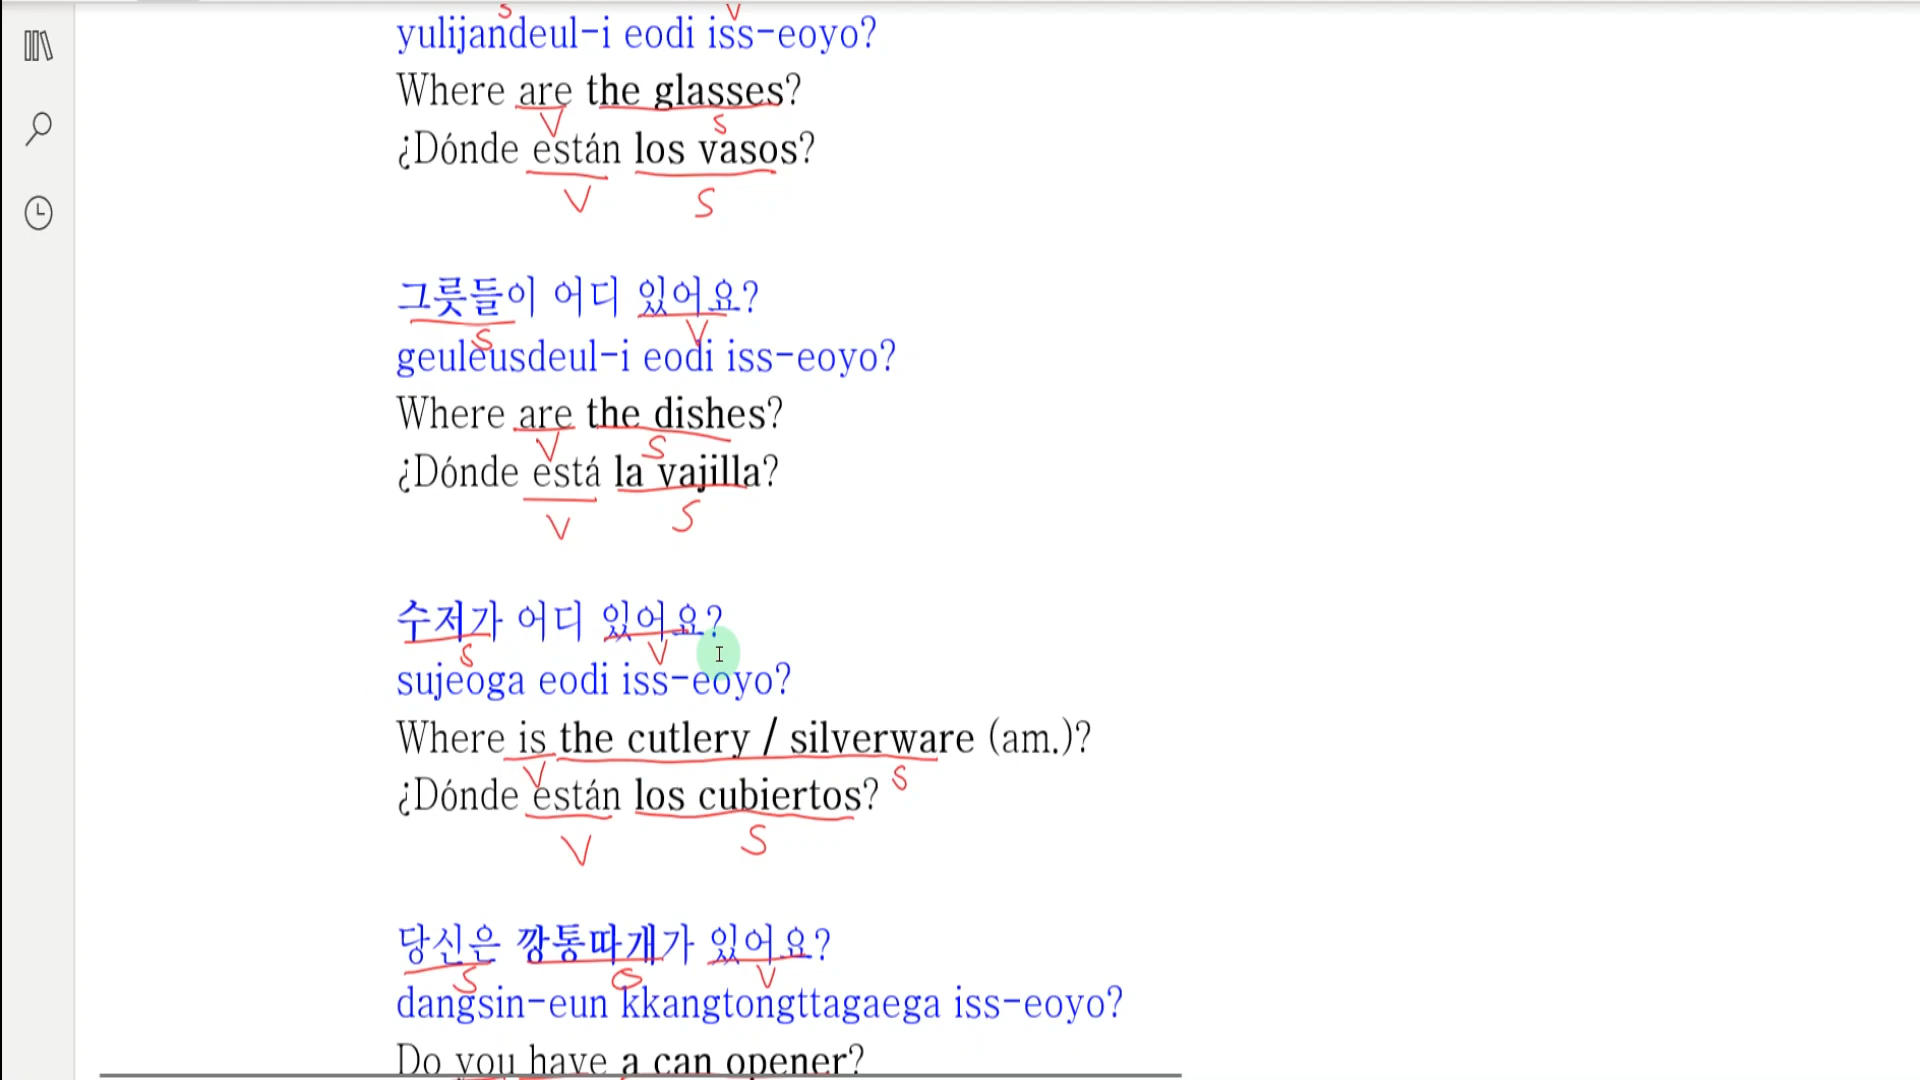 S V
yulijandeul-i eodi iss-eoyo?
Where are the glasses?
V S
¿Dónde están los vasos?
V S
그릇들이 어디 있어요?
S V
geuleusdeul-i eodi iss-eoyo?
Where are the dishes?
V S
¿Dónde está la vajilla?
V S
수저가 어디 있어요?
S V
sujeoga eodi iss-eoyo?
Where is the cutlery / silverware (am.)?
V S
¿Dónde están los cubiertos?
V S
당신은 깡통따개가 있어요?
S O V
dangsin-eun kkangtongttagaega iss-eoyo?
Do you have a can opener?